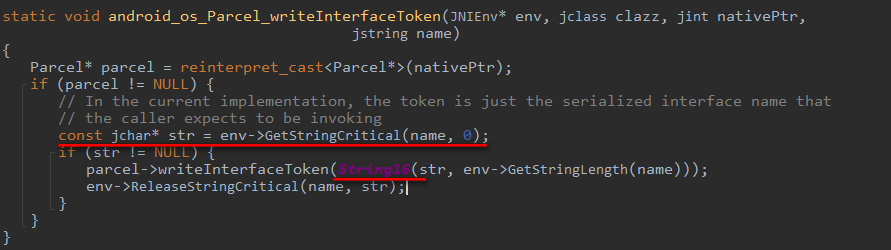 static void android_os_Parcel_writeInterfaceToken(JNIEnv* env, jclass clazz, jint nativePtr,
jstring name)
{
Parcel* parcel = reinterpret_cast<Parcel*>(nativePtr);
if (parcel != NULL) {
// In the current implementation, the token is just the serialized interface name that
// the caller expects to be invoking
const jchar* str = env->GetStringCritical(name, 0);
if (str != NULL) {
parcel->writeInterfaceToken(String16(str, env->GetStringLength(name)));
env->ReleaseStringCritical(name, str);
}
}
}